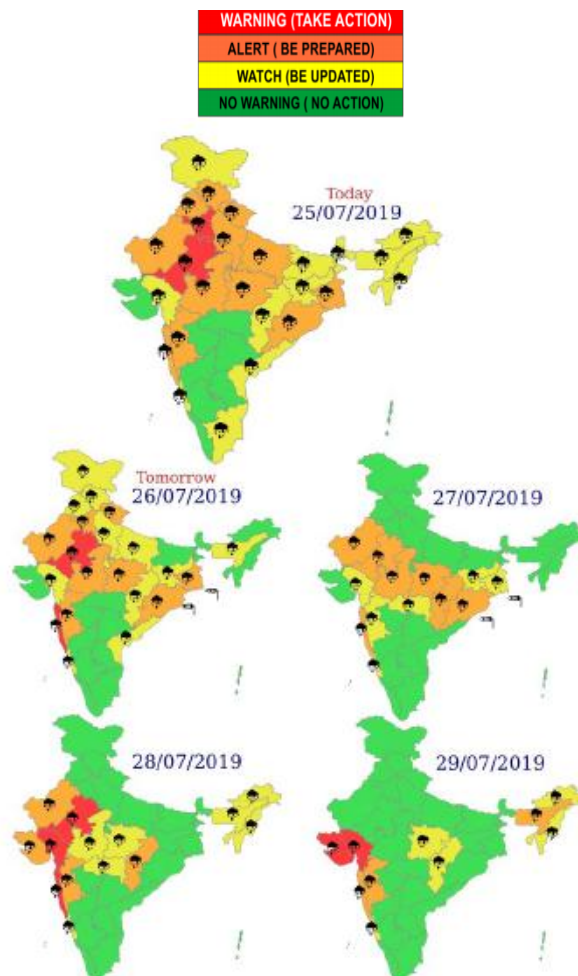 WARNING (TAKE ACTION)
ALERT ( BE PREPARED)
WATCH (BE UPDATED)
NO WARNING ( NO ACTION)
Today
25/07/2019
Tomorrow
26/07/2019
27/07/2019
28/07/2019
29/07/2019